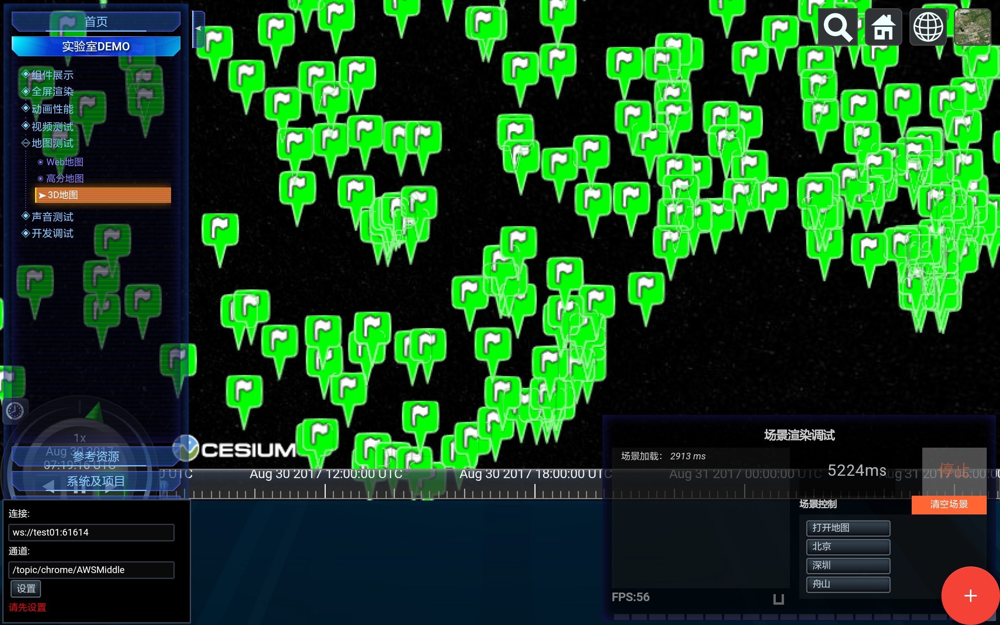 首页
实验室DEMO
组件展示
全屏渲染
动画性能
视频测试
地图测试
Web地图
高分地图
3D地图
声音测试
开发调试
1x
Aug 30 2017
07:19:16 UTC
参考资源
系统及项目
CESIUM
UTC
Aug 30 2017 12:00:00 UTC
Aug 30 2017 18:00:00 UTC
Aug 31 2017 00:00:00 UTC
Aug 31 2017 06:00:0
场景渲染调试
场景加载： 2913 ms
5224ms
停止
场景控制
清空场景
打开地图
北京
深圳
舟山
FPS:56
连接:
ws://test01:61614
通道:
/topic/chrome/AWSMiddle
设置
请先设置